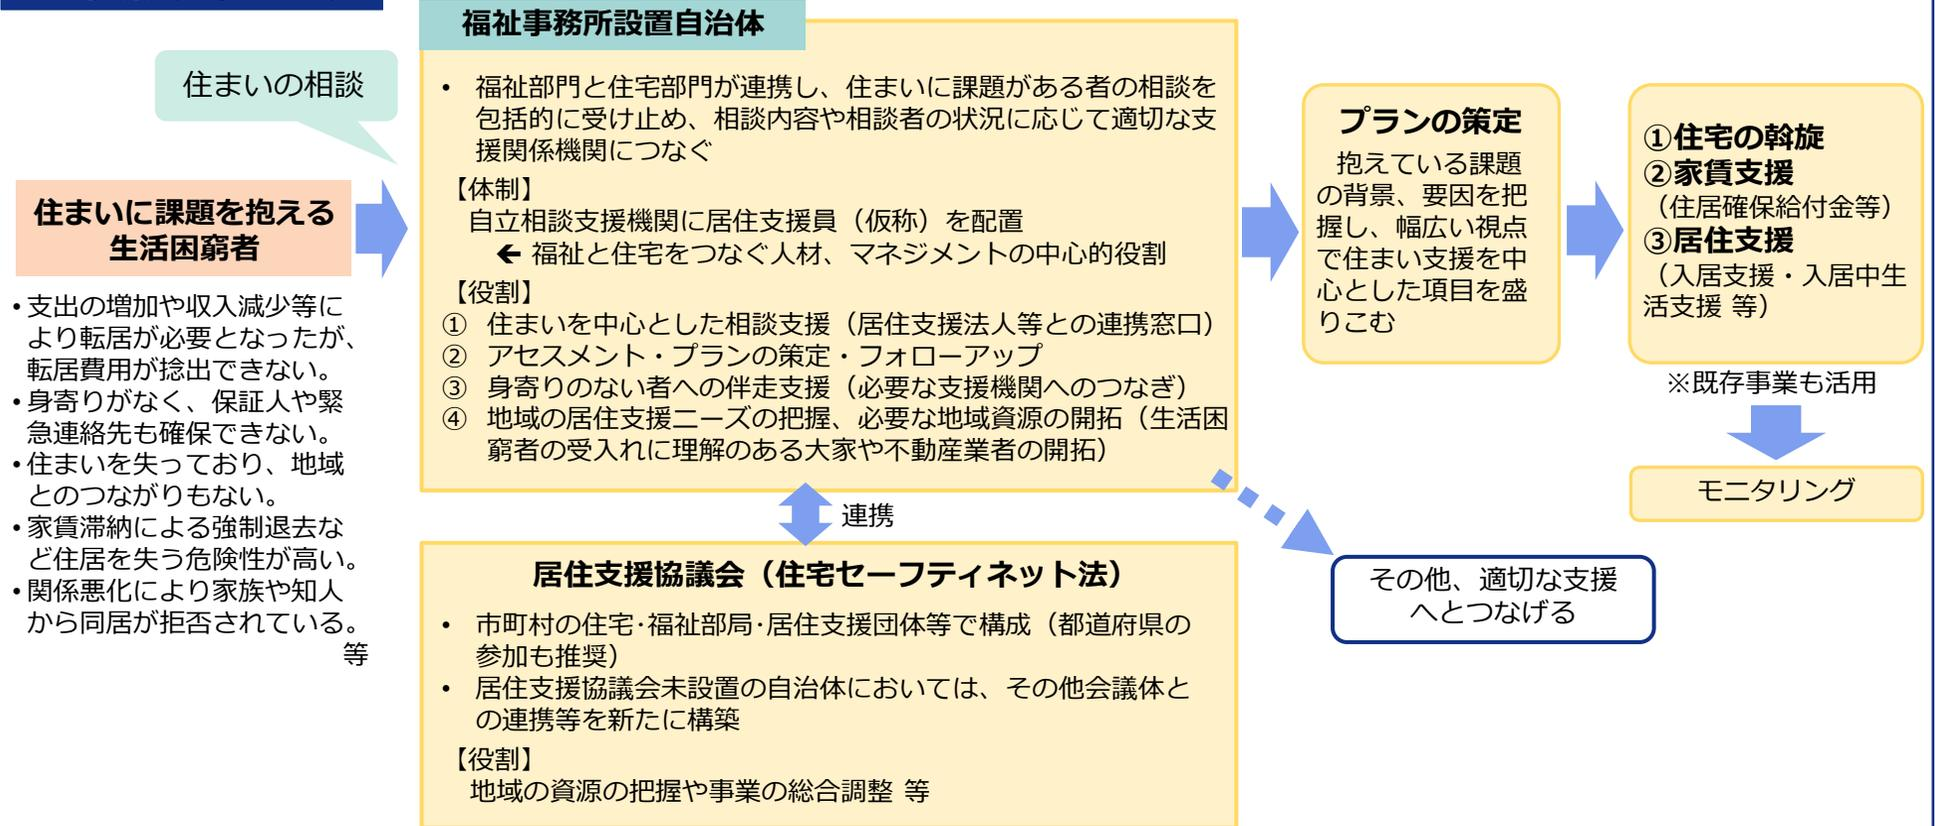 福祉事務所設置自治体
住まいの相談
住まいに課題を抱える
生活困窮者
•支出の増加や収入減少等に
より転居が必要となったが、
転居費用が捻出できない。
•身寄りがなく、保証人や緊
急連絡先も確保できない。
•住まいを失っており、地域
とのつながりもない。
•家賃滞納による強制退去な
ど住居を失う危険性が高い。
•関係悪化により家族や知人
から同居が拒否されている。
等
• 福祉部門と住宅部門が連携し、住まいに課題がある者の相談を
包括的に受け止め、相談内容や相談者の状況に応じて適切な支
援関係機関につなぐ
【体制】
自立相談支援機関に居住支援員（仮称）を配置
← 福祉と住宅をつなぐ人材、マネジメントの中心的役割
【役割】
① 住まいを中心とした相談支援（居住支援法人等との連携窓口）
② アセスメント・プランの策定・フォローアップ
③ 身寄りのない者への伴走支援（必要な支援機関へのつなぎ）
④ 地域の居住支援ニーズの把握、必要な地域資源の開拓（生活困
窮者の受入れに理解のある大家や不動産業者の開拓）
連携
居住支援協議会（住宅セーフティネット法）
• 市町村の住宅･福祉部局･居住支援団体等で構成（都道府県の
参加も推奨）
• 居住支援協議会未設置の自治体においては、その他会議体と
の連携等を新たに構築
【役割】
地域の資源の把握や事業の総合調整 等
プランの策定
抱えている課題
の背景、要因を把
握し、幅広い視点
で住まい支援を中
心とした項目を盛
りこむ
①住宅の斡旋
②家賃支援
（住居確保給付金等）
③居住支援
（入居支援・入居中生
活支援 等）
※既存事業も活用
モニタリング
その他、適切な支援
へとつなげる